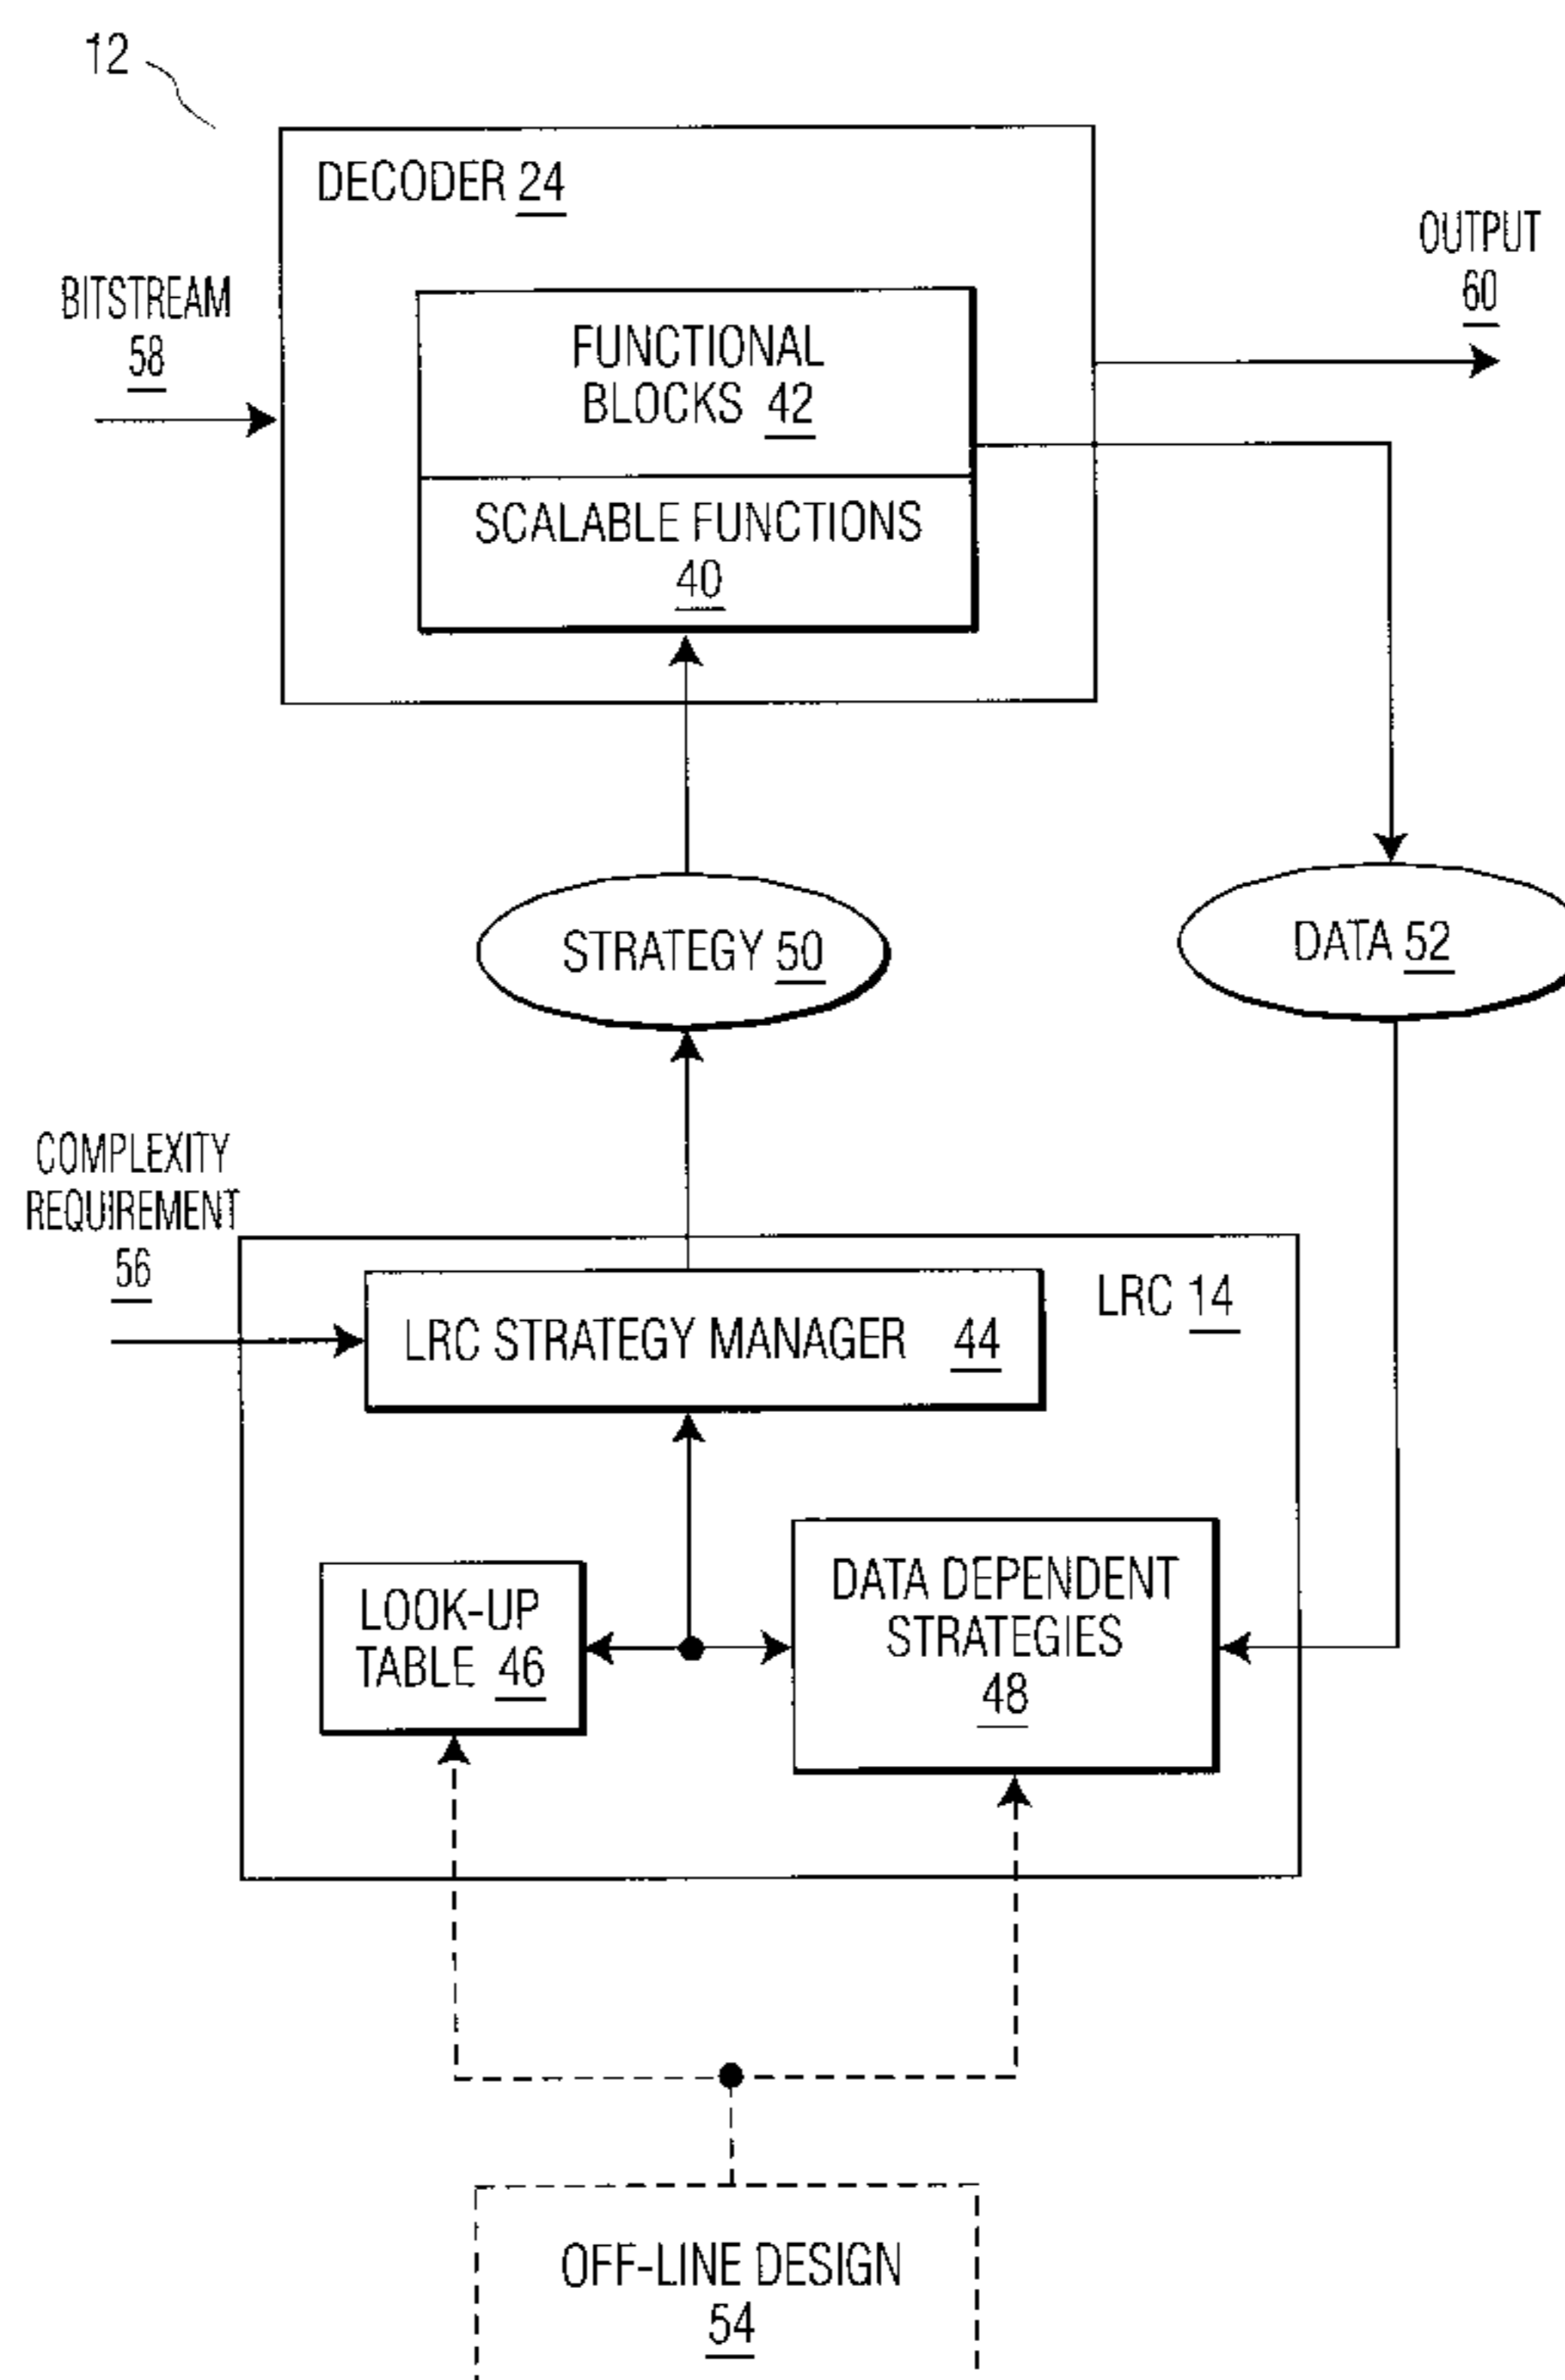 12
DECODER 24
OUTPUT
60
BITSTREAM
58
FUNCTIONAL
BLOCKS 42
SCALABLE FUNCTIONS
40
STRATEGY 50
DATA 52
COMPLEXITY
REQUIREMENT
56
LRC 14
LRC STRATEGY MANAGER 44
LOOK-UP
TABLE 46
DATA DEPENDENT
STRATEGIES
48
OFF-LINE DESIGN
54